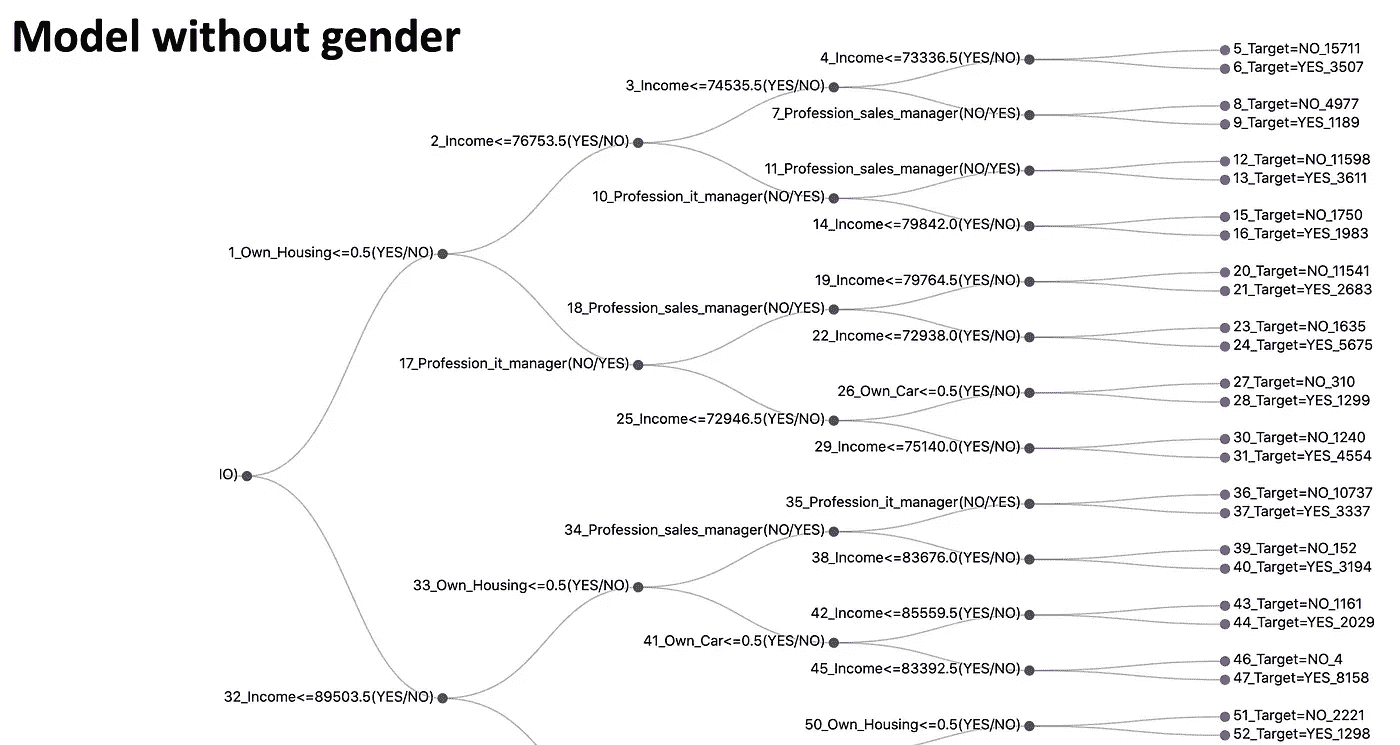 Model without gender
4_Income<=73336.5(YES/NO)
5_Target=NO_15711
6_Target=YES_3507
3_Income<=74535.5(YES/NO)
7_Profession_sales_manager(NO/YES)
8_Target=NO_4977
9_Target=YES_1189
2_Income<=76753.5(YES/NO)
11_Profession_sales_manager(NO/YES)
12_Target=NO_11598
13_Target=YES_3611
10_Profession_it_manager(NO/YES)
14_Income<=79842.0(YES/NO)
15_Target=NO_1750
16_Target=YES_1983
1_Own_Housing<=0.5(YES/NO)
19_Income<=79764.5(YES/NO)
20_Target=NO_11541
21_Target=YES_2683
18_Profession_sales_manager(NO/YES)
22_Income<=72938.0(YES/NO)
23_Target=NO_1635
24_Target=YES_5675
17_Profession_it_manager(NO/YES)
26_Own_Car<=0.5(YES/NO)
27_Target=NO_310
28_Target=YES_1299
25_Income<=72946.5(YES/NO)
29_Income<=75140.0(YES/NO)
30_Target=NO_1240
31_Target=YES_4554
IO)
35_Profession_it_manager(NO/YES)
36_Target=NO_10737
37_Target=YES_3337
34_Profession_sales_manager(NO/YES)
38_Income<=83676.0(YES/NO)
39_Target=NO_152
40_Target=YES_3194
33_Own_Housing<=0.5(YES/NO)
42_Income<=85559.5(YES/NO)
43_Target=NO_1161
44_Target=YES_2029
41_Own_Car<=0.5(YES/NO)
45_Income<=83392.5(YES/NO)
46_Target=NO_4
47_Target=YES_8158
32_Income<=89503.5(YES/NO)
50_Own_Housing<=0.5(YES/NO)
51_Target=NO_2221
52_Target=YES_1298